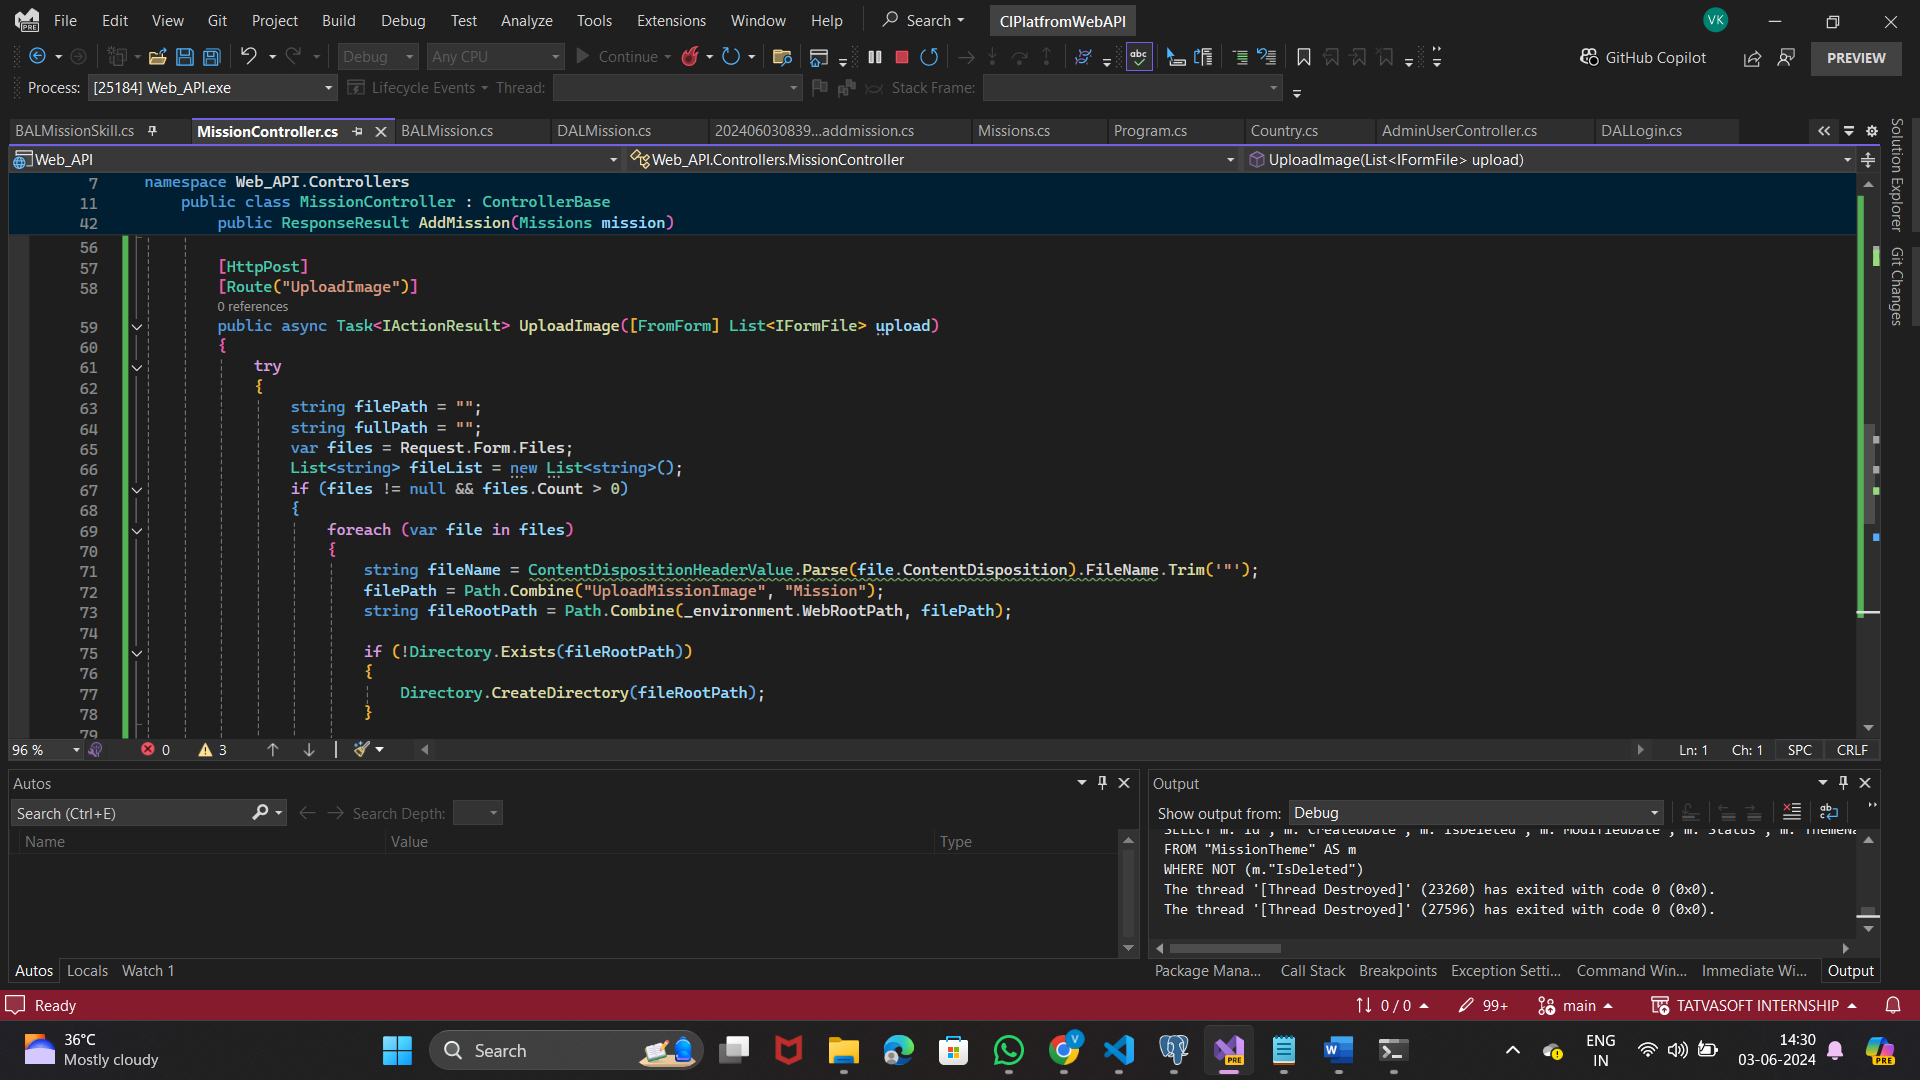 File Edit View Git Project Build Debug Test Analyze Tools Extensions Window Help Search CIPlatfromWebAPI VK
Debug Any CPU Continue GitHub Copilot PREVIEW
Process: [25184] Web_API.exe Lifecycle Events Thread: Stack Frame:
BALMissionSkill.cs MissionController.cs BALMission.cs DALMission.cs 202406030839...addmission.cs Missions.cs Program.cs Country.cs AdminUserController.cs DALLogin.cs
Web_API Web_API.Controllers.MissionController UploadImage(List<IFormFile> upload)
Solution Explorer
Git Changes
7 namespace Web_API.Controllers
11 public class MissionController : ControllerBase
42 public ResponseResult AddMission(Missions mission)
56
57 [HttpPost]
58 [Route("UploadImage")]
0 references
59 public async Task<IActionResult> UploadImage([FromForm] List<IFormFile> upload)
60 {
61 try
62 {
63 string filePath = "";
64 string fullPath = "";
65 var files = Request.Form.Files;
66 List<string> fileList = new List<string>();
67 if (files != null && files.Count > 0)
68 {
69 foreach (var file in files)
70 {
71 string fileName = ContentDispositionHeaderValue.Parse(file.ContentDisposition).FileName.Trim('"');
72 filePath = Path.Combine("UploadMissionImage", "Mission");
73 string fileRootPath = Path.Combine(_environment.WebRootPath, filePath);
74
75 if (!Directory.Exists(fileRootPath))
76 {
77 Directory.CreateDirectory(fileRootPath);
78 }
79
96 % 0 3 Ln: 1 Ch: 1 SPC CRLF
Autos
Search (Ctrl+E) Search Depth:
Name Value Type
Autos Locals Watch 1
Output
Show output from: Debug
SELECT m."Id", m."CreatedDate", m."IsDeleted", m."ModifiedDate", m."Status", m."ThemeNa
FROM "MissionTheme" AS m
WHERE NOT (m."IsDeleted")
The thread '[Thread Destroyed]' (23260) has exited with code 0 (0x0).
The thread '[Thread Destroyed]' (27596) has exited with code 0 (0x0).
Package Mana... Call Stack Breakpoints Exception Setti... Command Win... Immediate Wi... Output
Ready 0 / 0 99+ main TATVASOFT INTERNSHIP
36°C
Mostly cloudy
Search
ENG
IN
14:30
03-06-2024